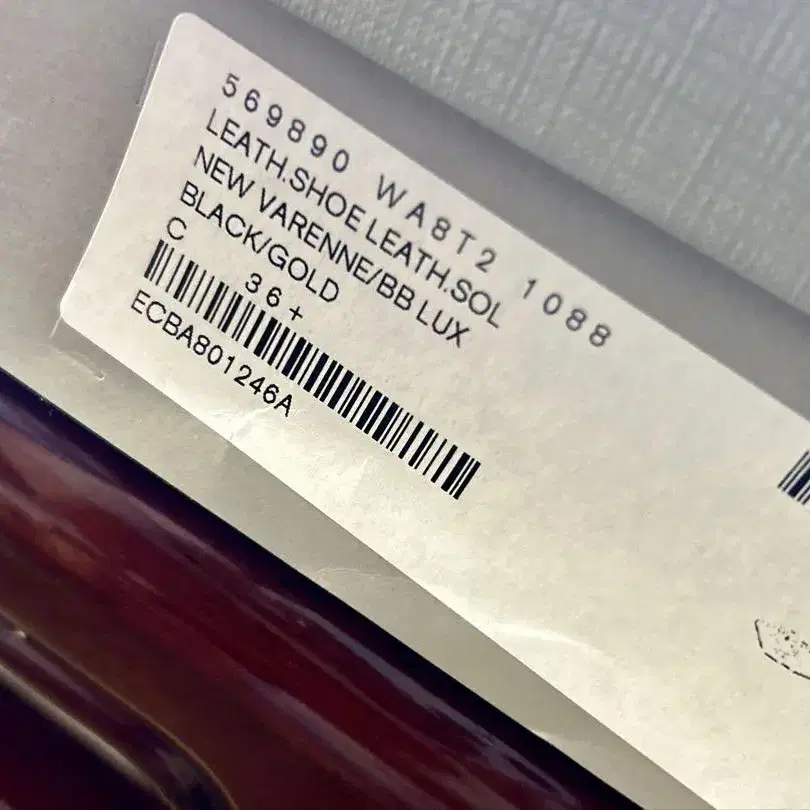 569890 WA8T2 1088
LEATH.SHOE LEATH.SOL
NEW VARENNE/BB LUX
BLACK/GOLD
C 36+
ECBA801246A